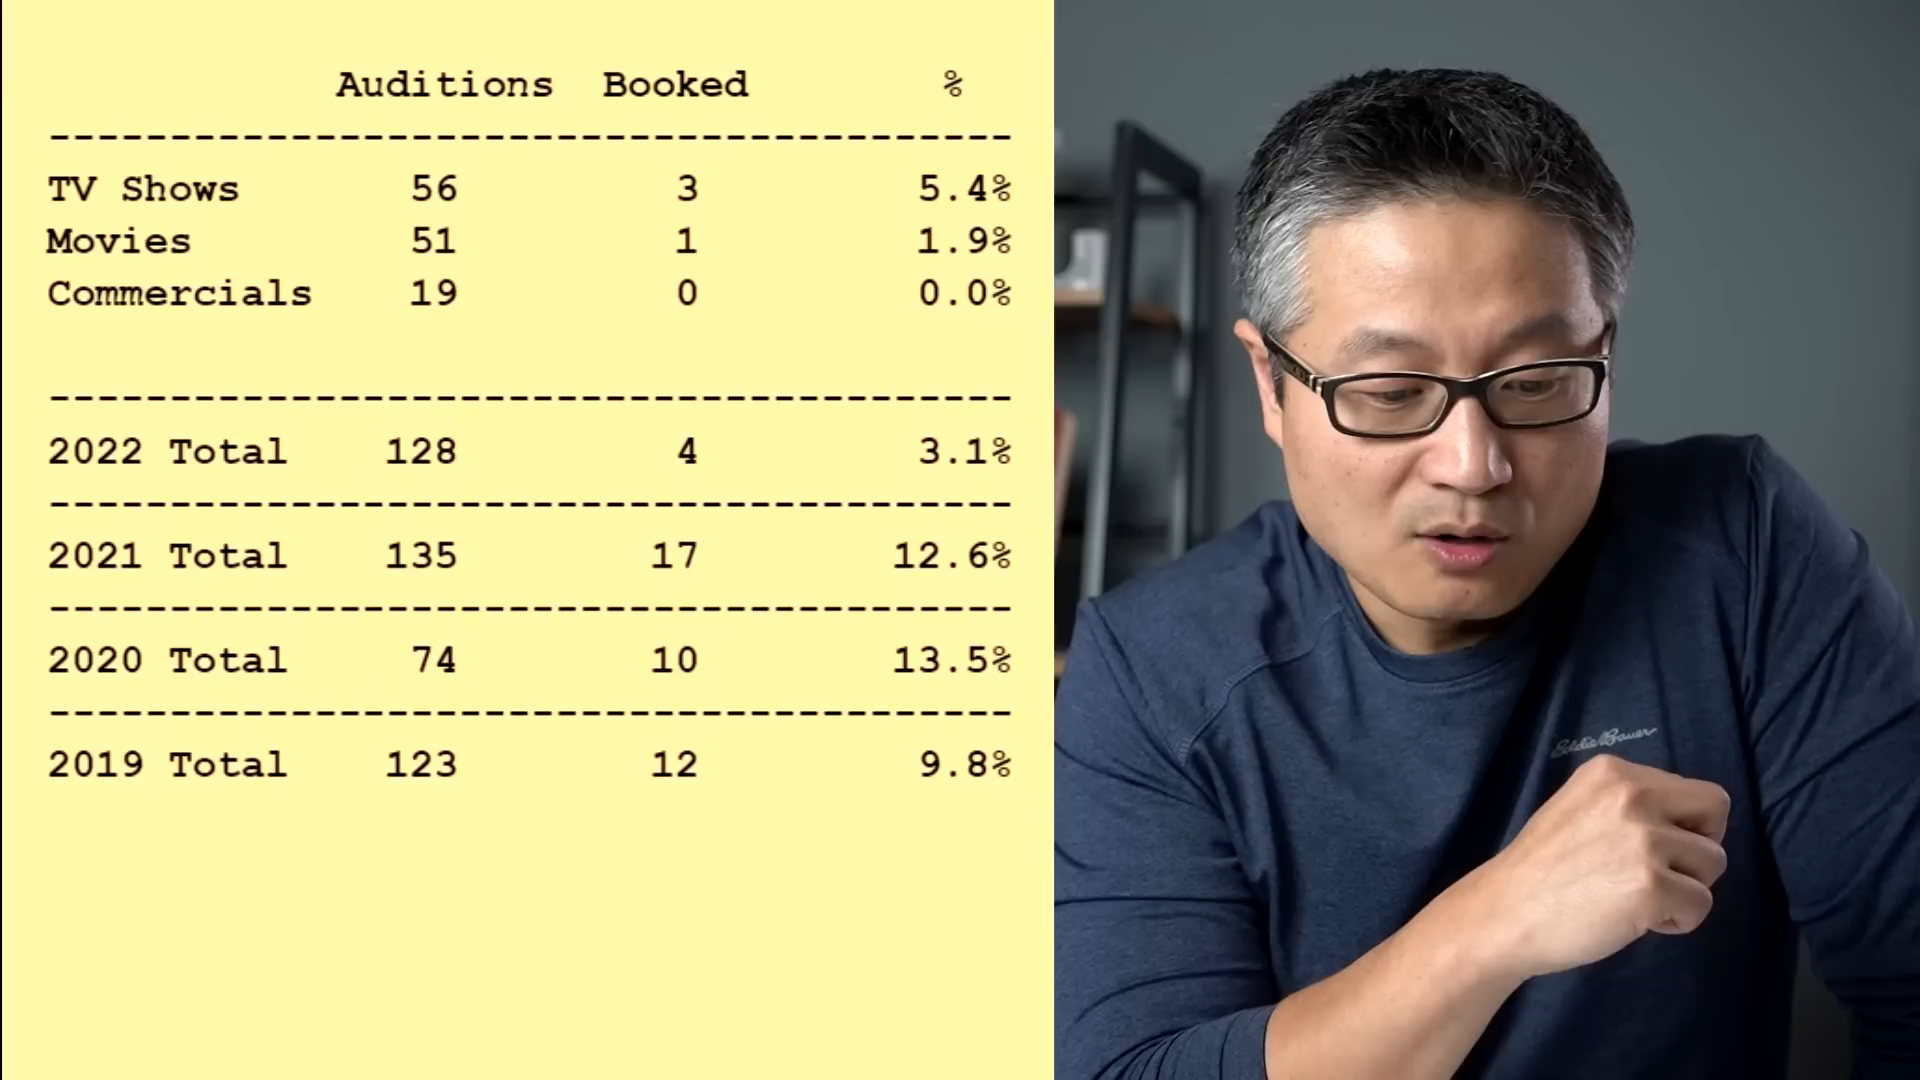 Auditions Booked %
----------------------------------------
TV Shows 56 3 5.4%
Movies 51 1 1.9%
Commercials 19 0 0.0%
----------------------------------------
2022 Total 128 4 3.1%
----------------------------------------
2021 Total 135 17 12.6%
----------------------------------------
2020 Total 74 10 13.5%
----------------------------------------
2019 Total 123 12 9.8%
Eddie Bauer